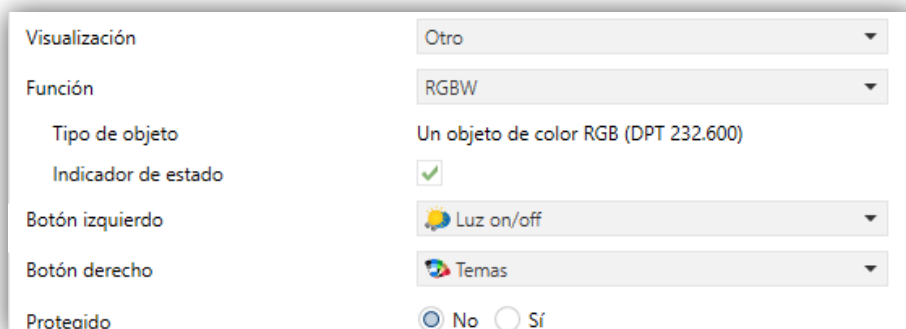 Visualización Otro
Función RGBW
Tipo de objeto Un objeto de color RGB (DPT 232.600)
Indicador de estado
Botón izquierdo Luz on/off
Botón derecho Temas
Protegido No Sí